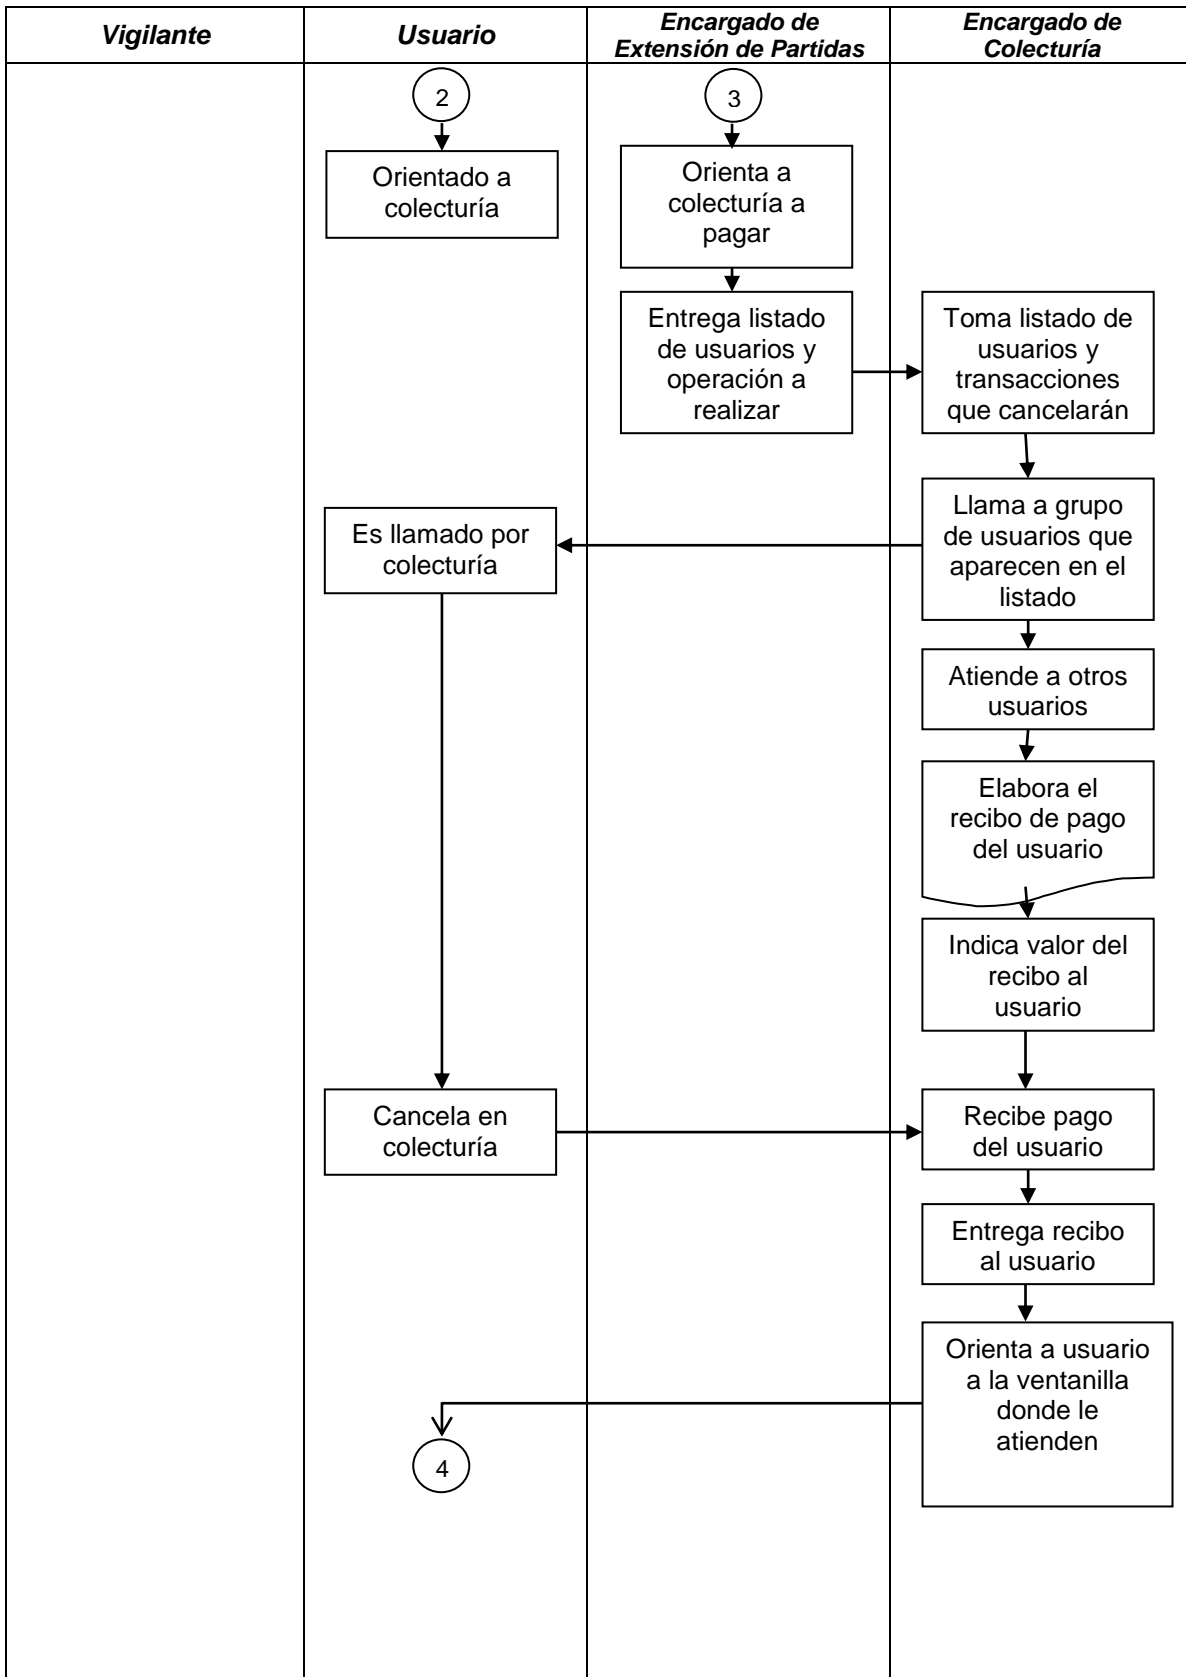 Vigilante
Usuario
Encargado de
Extensión de Partidas
Encargado de
Colecturía
2
3
Orientado a
colecturía
Orienta a
colecturía a
pagar
Entrega listado
de usuarios y
operación a
realizar
Toma listado de
usuarios y
transacciones
que cancelarán
Es llamado por
colecturía
Llama a grupo
de usuarios que
aparecen en el
listado
Atiende a otros
usuarios
Elabora el
recibo de pago
del usuario
Indica valor del
recibo al
usuario
Cancela en
colecturía
Recibe pago
del usuario
Entrega recibo
al usuario
Orienta a usuario
a la ventanilla
donde le
atienden
4